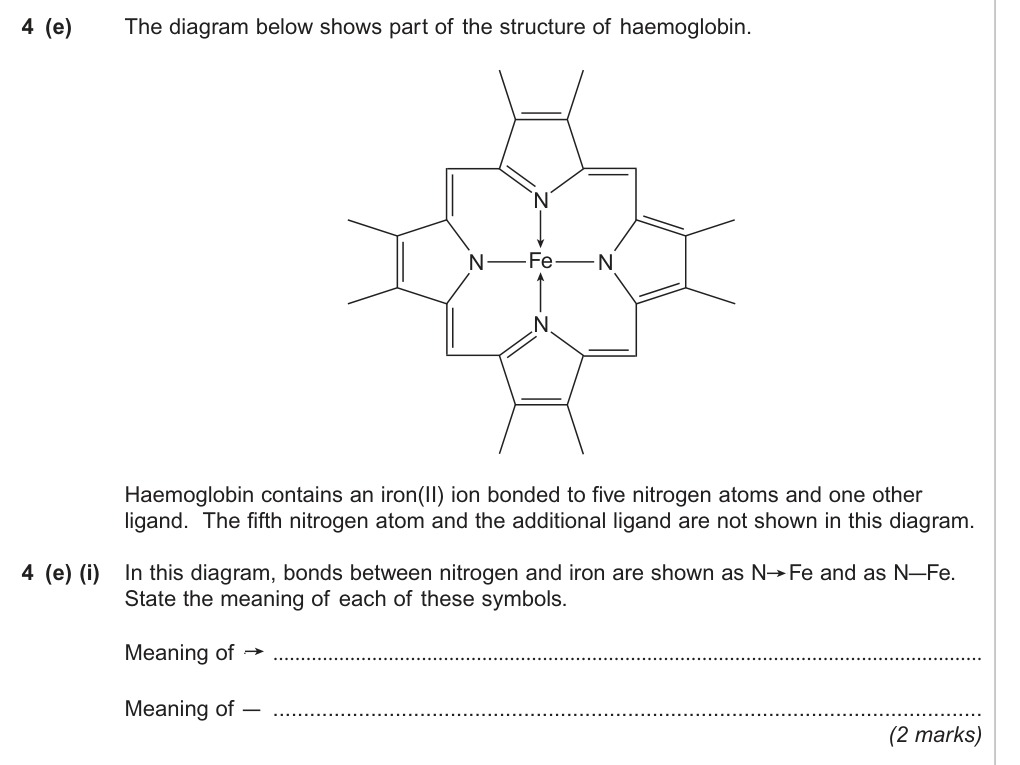 4 (e) The diagram below shows part of the structure of haemoglobin.
N
N Fe N
N
Haemoglobin contains an iron(II) ion bonded to five nitrogen atoms and one other
ligand. The fifth nitrogen atom and the additional ligand are not shown in this diagram.
4 (e) (i) In this diagram, bonds between nitrogen and iron are shown as N→Fe and as N—Fe.
State the meaning of each of these symbols.
Meaning of → ........................................................................................................................
Meaning of — ........................................................................................................................
(2 marks)